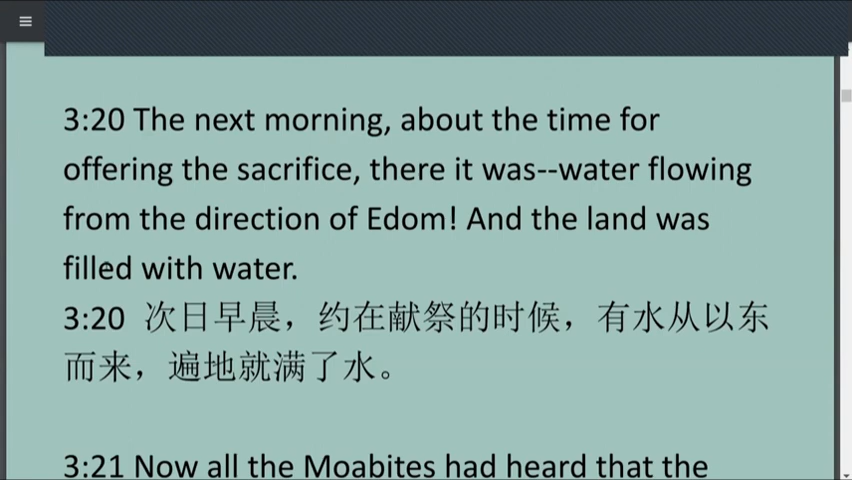 3:20 The next morning, about the time for
offering the sacrifice, there it was--water flowing
from the direction of Edom! And the land was
filled with water.
3:20 次日早晨，约在献祭的时候，有水从以东
而来，遍地就满了水。
3:21 Now all the Moabites had heard that the